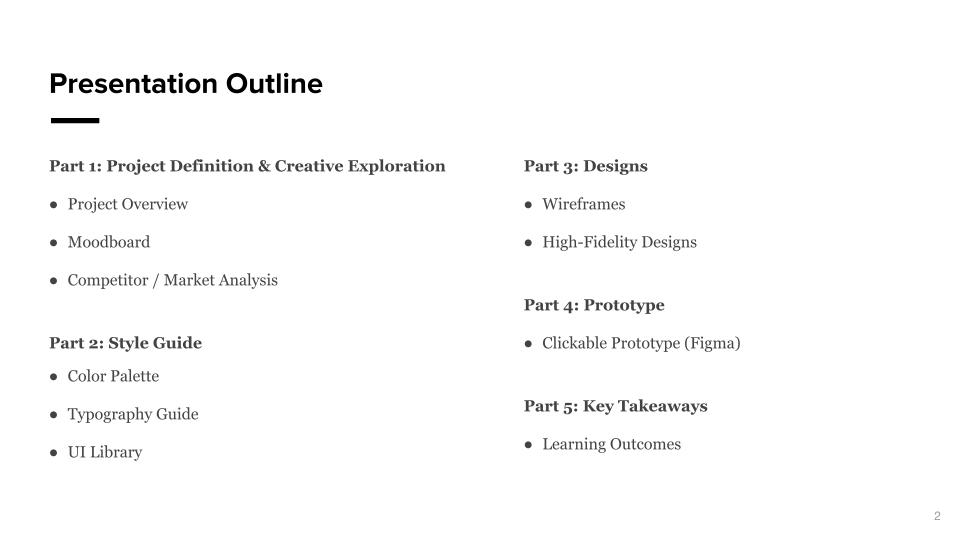 Presentation Outline
Part 1: Project Definition & Creative Exploration
● Project Overview
● Moodboard
● Competitor / Market Analysis
Part 2: Style Guide
● Color Palette
● Typography Guide
● UI Library
Part 3: Designs
● Wireframes
● High-Fidelity Designs
Part 4: Prototype
● Clickable Prototype (Figma)
Part 5: Key Takeaways
● Learning Outcomes
2